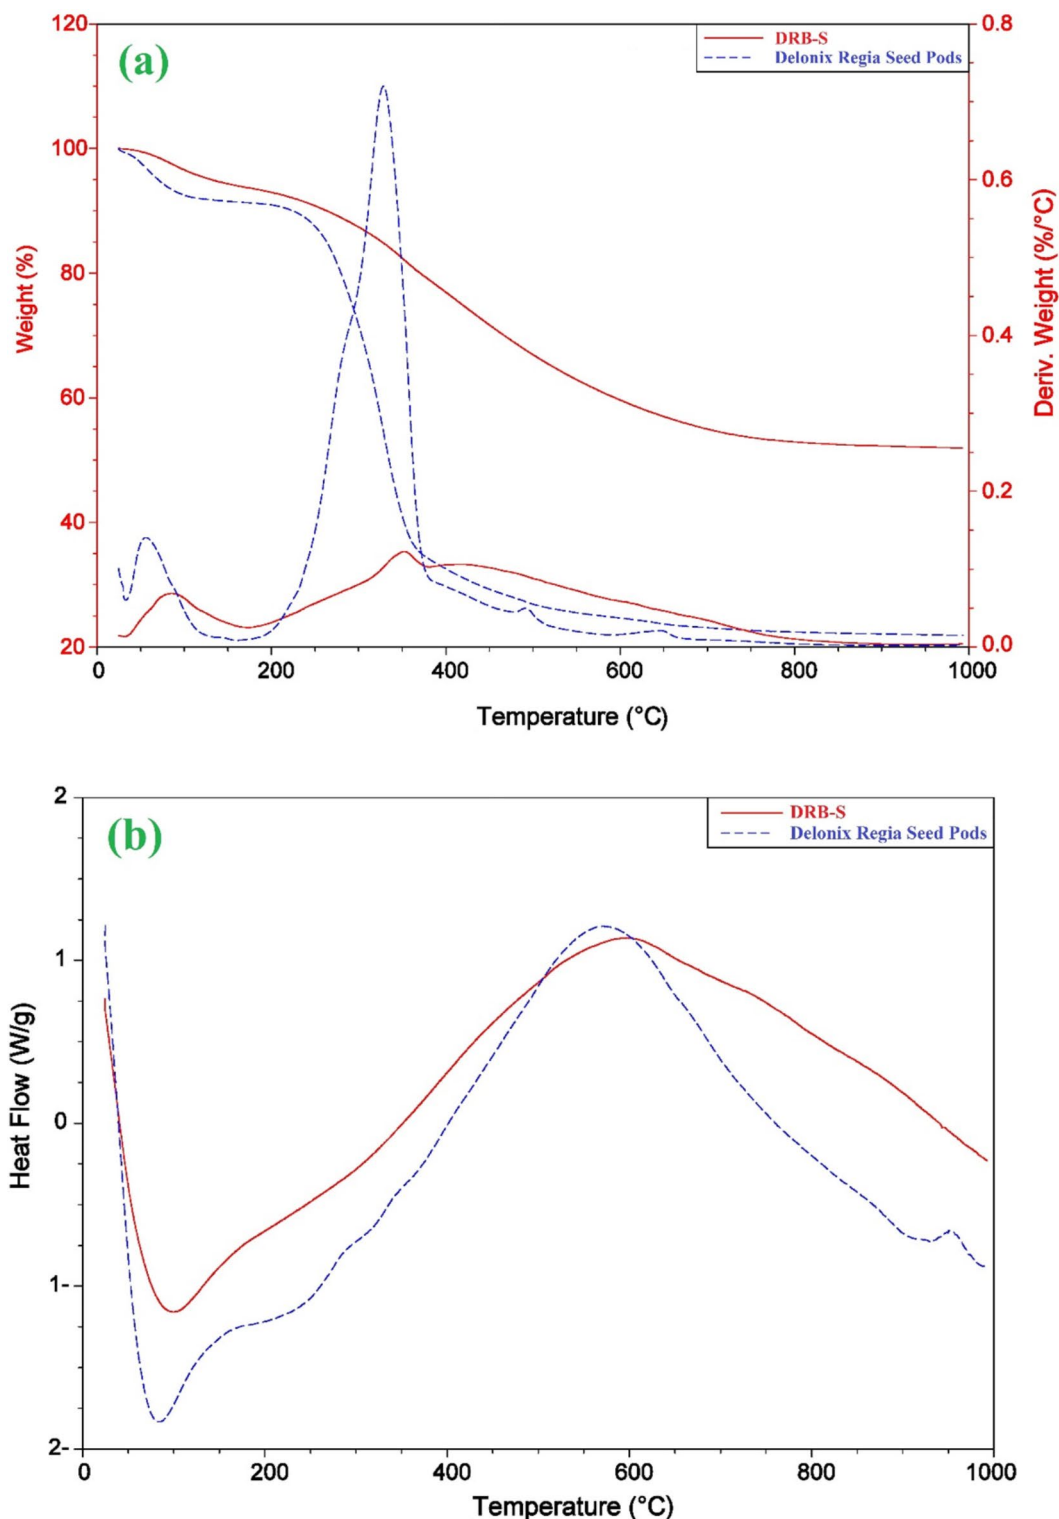 (a)
DRB-S
Delonix Regia Seed Pods
120
100
80
60
40
20
Weight (%)
0.8
0.6
0.4
0.2
0.0
Deriv. Weight (%/°C)
0 200 400 600 800 1000
Temperature (°C)
(b)
DRB-S
Delonix Regia Seed Pods
2
1
0
1-
2-
Heat Flow (W/g)
0 200 400 600 800 1000
Temperature (°C)